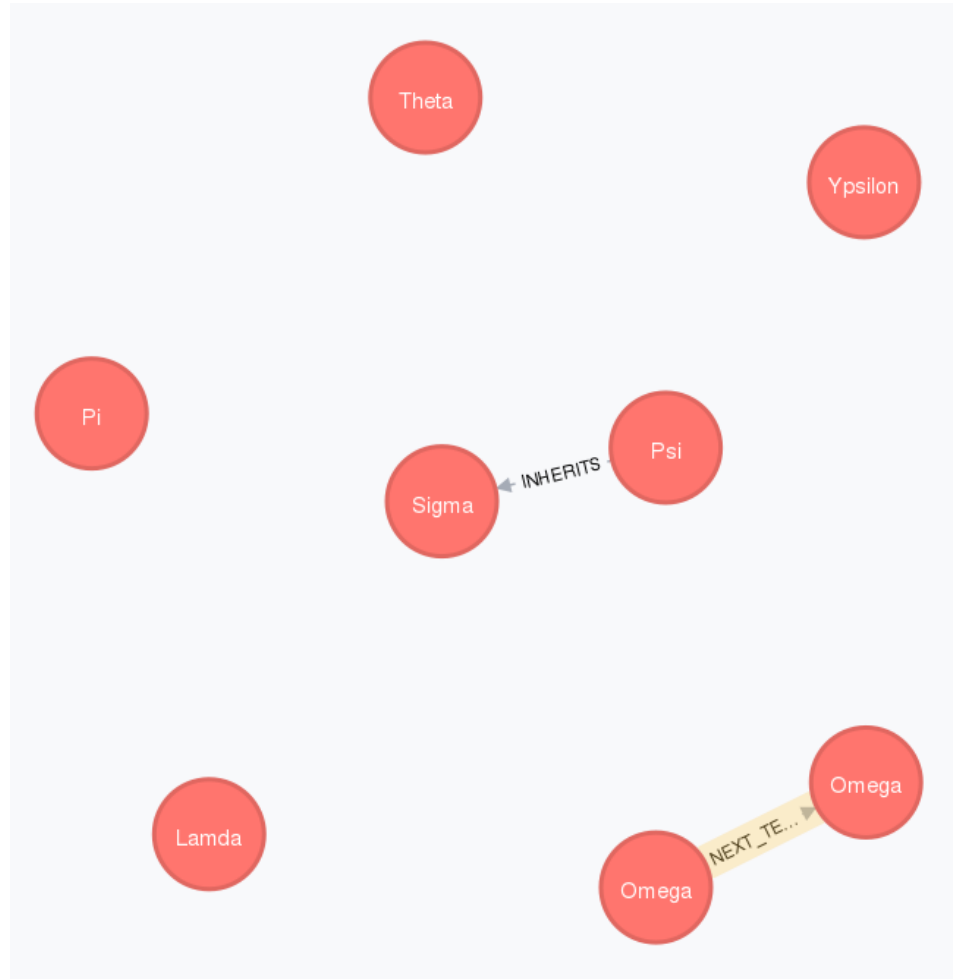 Theta
Ypsilon
Pi
Psi
INHERITS
Sigma
Omega
NEXT_TE...
Lamda
Omega